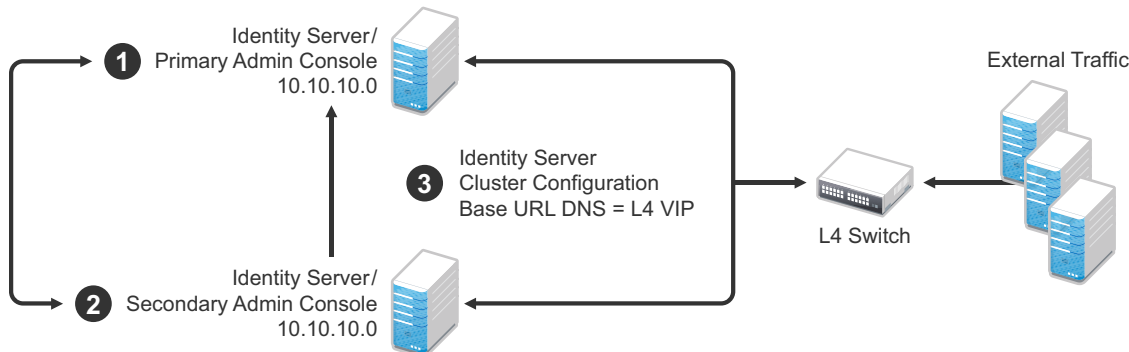 1
Identity Server/
Primary Admin Console
10.10.10.0
External Traffic
3
Identity Server
Cluster Configuration
Base URL DNS = L4 VIP
L4 Switch
2
Identity Server/
Secondary Admin Console
10.10.10.0